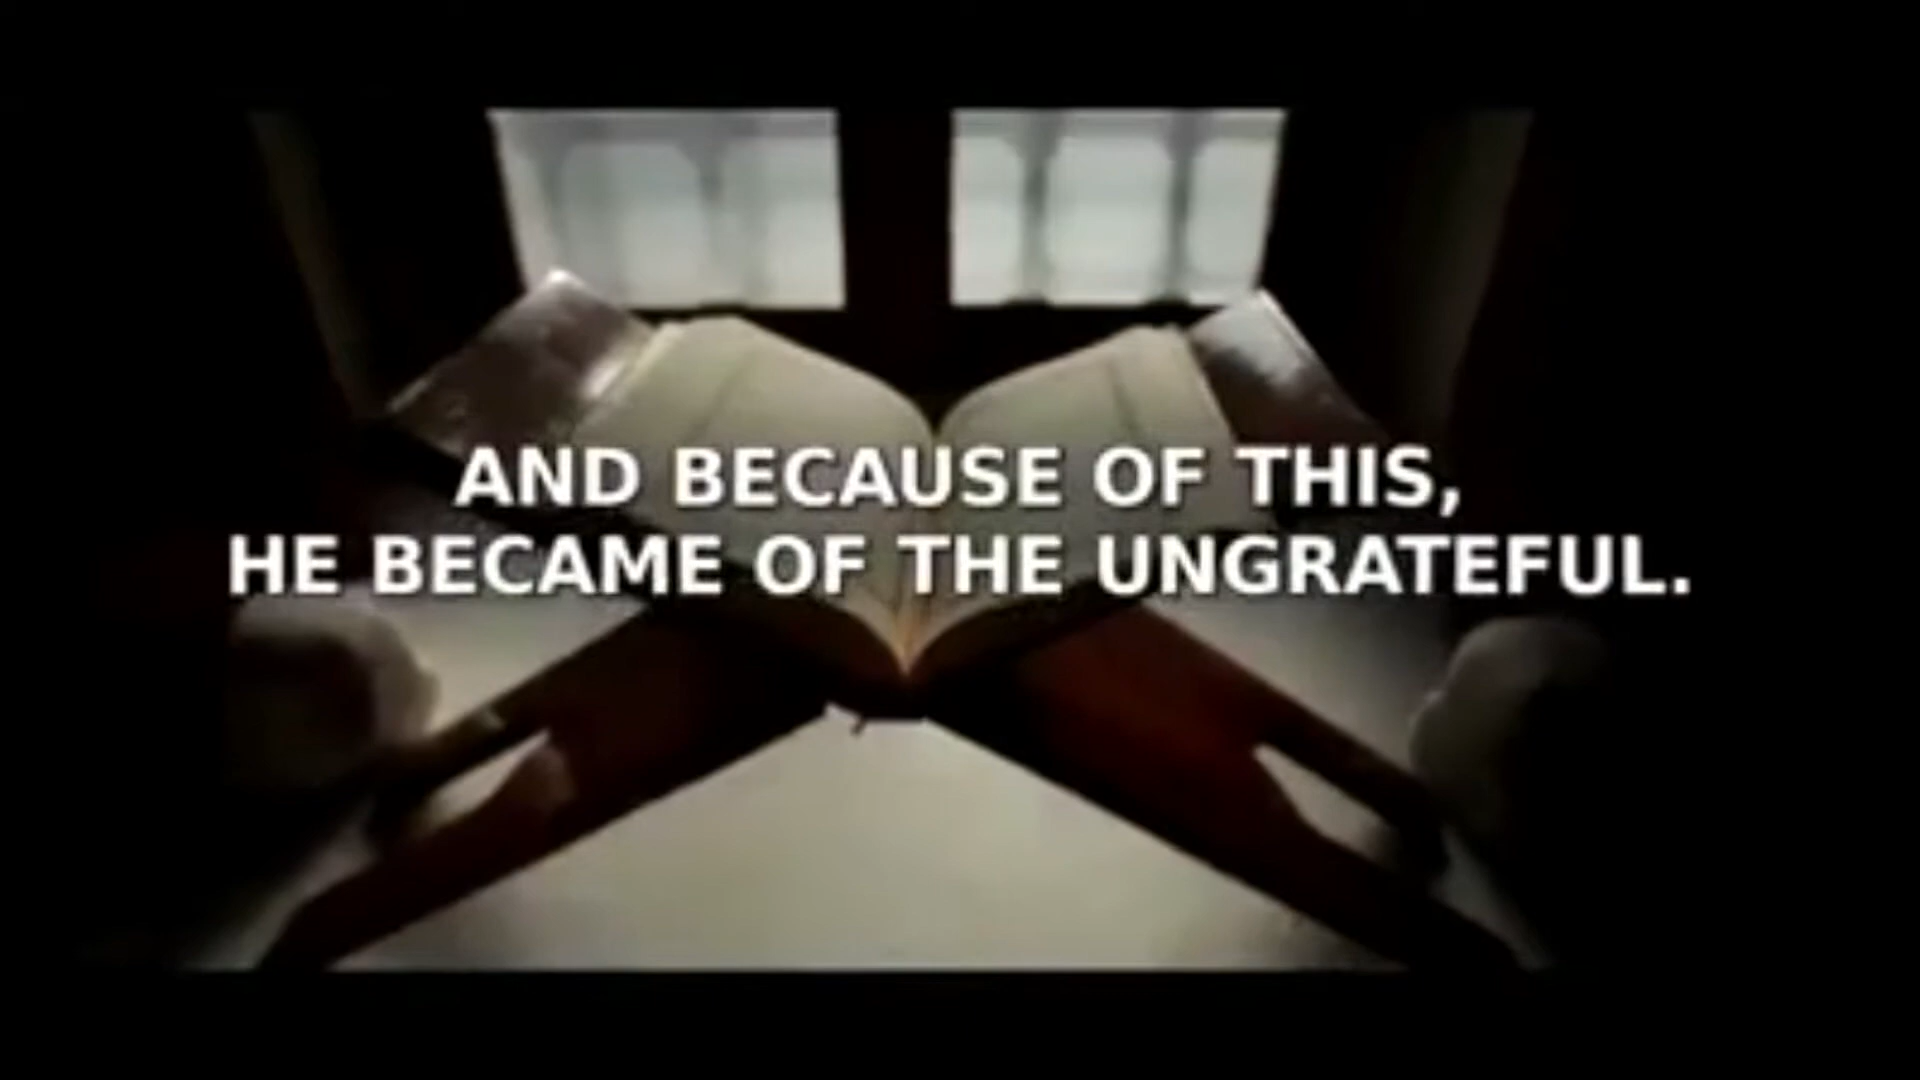 AND BECAUSE OF THIS,
HE BECAME OF THE UNGRATEFUL.